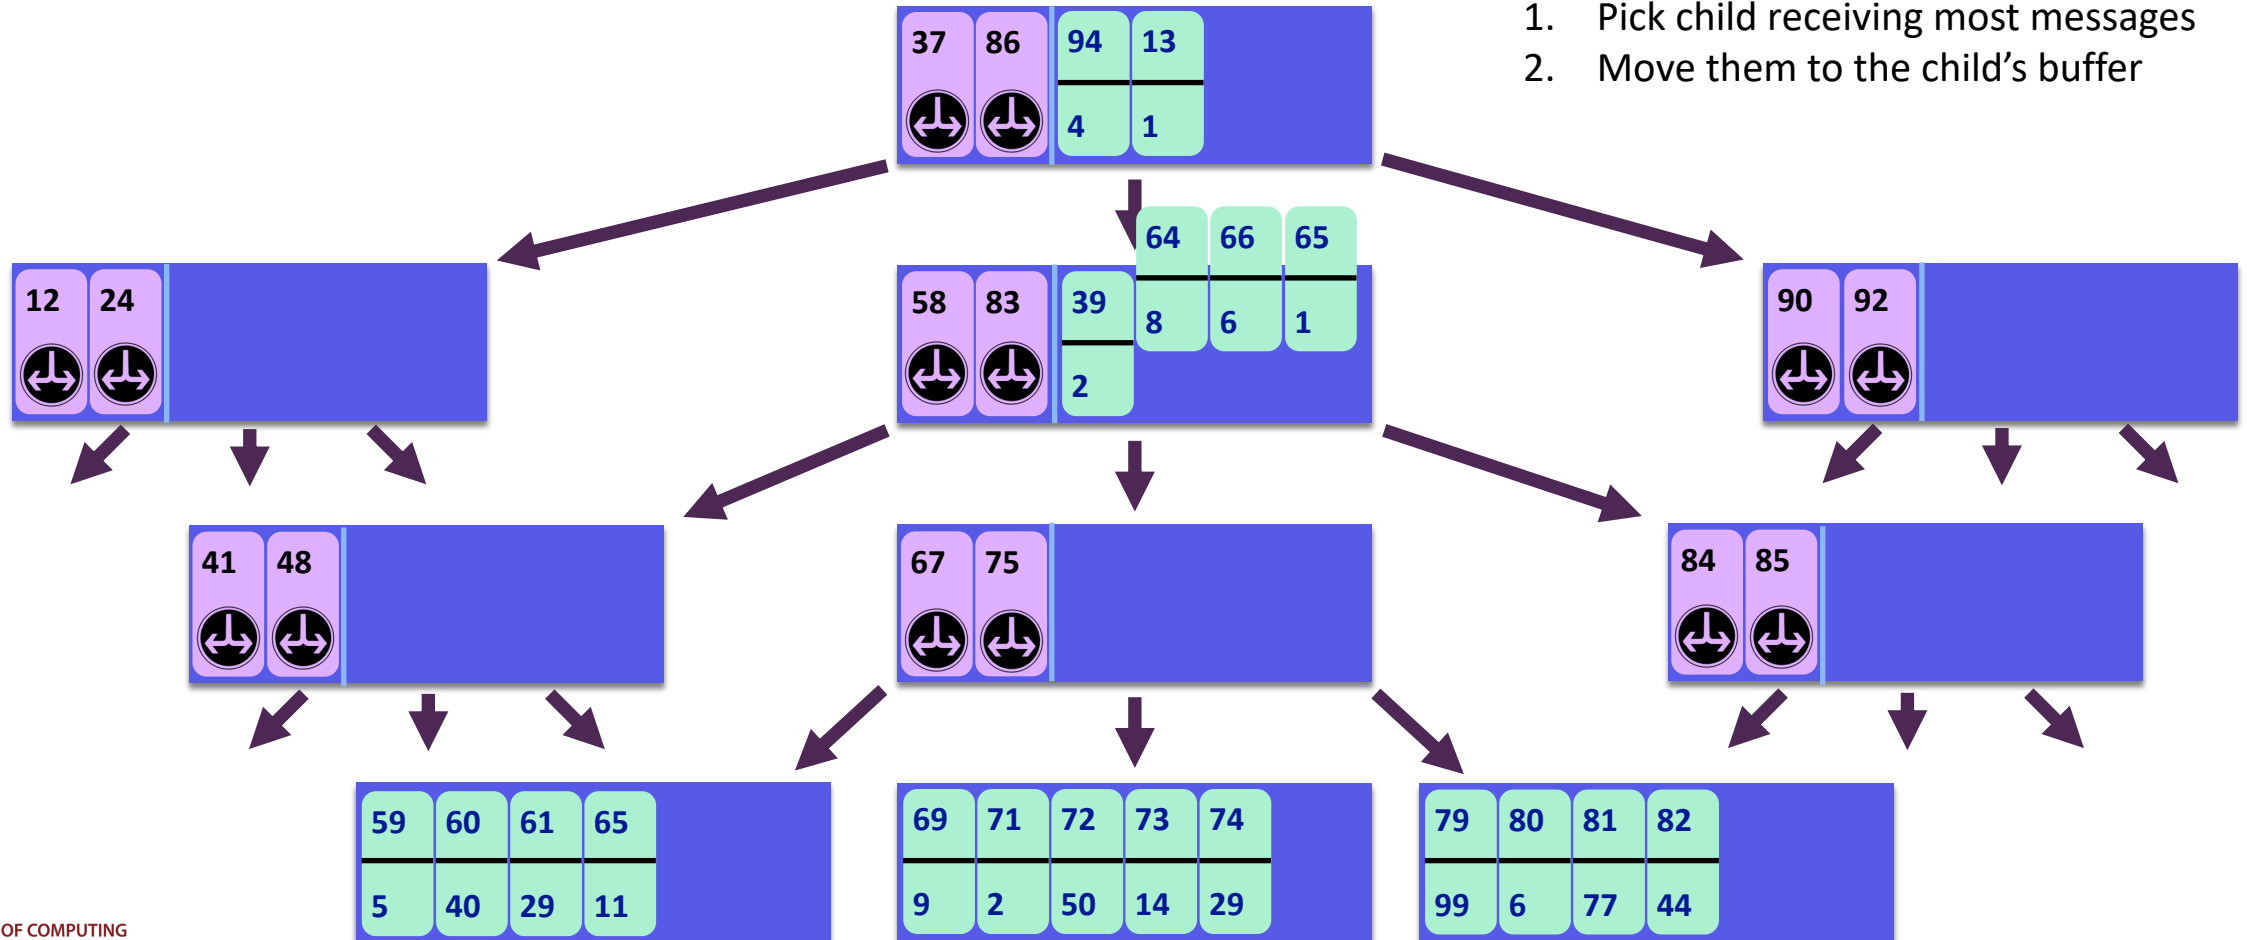 1. Pick child receiving most messages
2. Move them to the child's buffer
37 86 94 13
4 1
64 66 65
8 6 1
12 24
58 83 39
2
90 92
41 48
67 75
84 85
59 60 61 65
5 40 29 11
69 71 72 73 74
9 2 50 14 29
79 80 81 82
99 6 77 44
OF COMPUTING